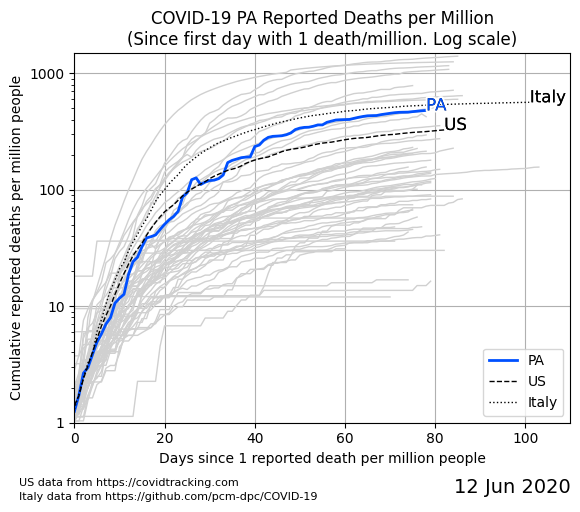 COVID-19 PA Reported Deaths per Million
(Since first day with 1 death/million. Log scale)
Cumulative reported deaths per million people
1000
100
10
1
Italy
PA
US
PA
US
Italy
0
20
40
60
80
100
Days since 1 reported death per million people
US data from https://covidtracking.com
Italy data from https://github.com/pcm-dpc/COVID-19
12 Jun 2020